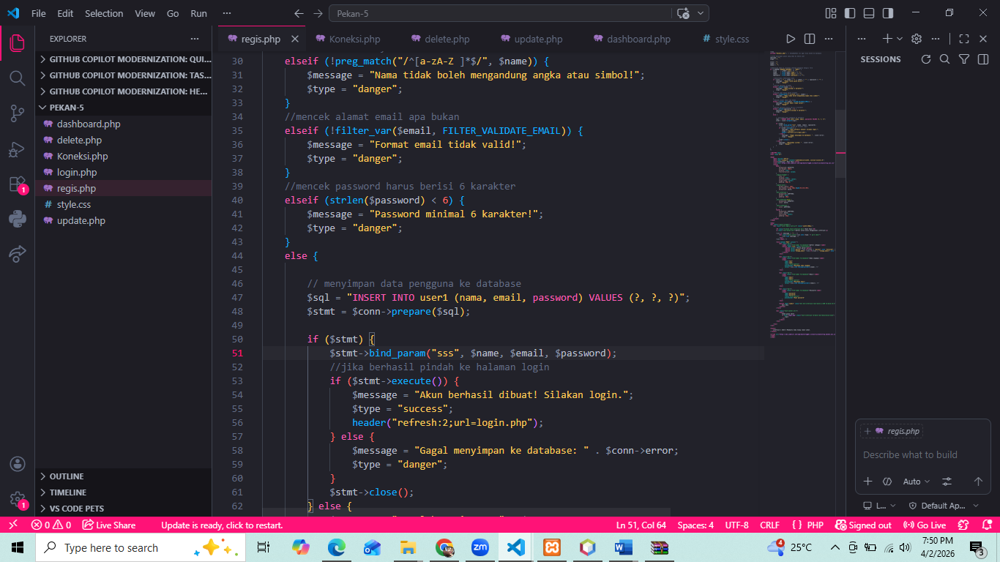 File Edit Selection View Go Run ··· Pekan-5
EXPLORER ···
GITHUB COPILOT MODERNIZATION: QUI...
GITHUB COPILOT MODERNIZATION: TAS...
GITHUB COPILOT MODERNIZATION: HE...
PEKAN-5
dashboard.php
delete.php
Koneksi.php
login.php
regis.php
style.css
update.php
OUTLINE
TIMELINE
VS CODE PETS
1
1
regis.php Koneksi.php delete.php update.php dashboard.php style.css
30 elseif (!preg_match("/^[a-zA-Z ]*$/", $name)) {
31 $message = "Nama tidak boleh mengandung angka atau simbol!";
32 $type = "danger";
33 }
34 //mencek alamat email apa bukan
35 elseif (!filter_var($email, FILTER_VALIDATE_EMAIL)) {
36 $message = "Format email tidak valid!";
37 $type = "danger";
38 }
39 //mencek password harus berisi 6 karakter
40 elseif (strlen($password) < 6) {
41 $message = "Password minimal 6 karakter!";
42 $type = "danger";
43 }
44 else {
45
46 // menyimpan data pengguna ke database
47 $sql = "INSERT INTO user1 (nama, email, password) VALUES (?, ?, ?)";
48 $stmt = $conn->prepare($sql);
49
50 if ($stmt) {
51 $stmt->bind_param("sss", $name, $email, $password);
52 //jika berhasil pindah ke halaman login
53 if ($stmt->execute()) {
54 $message = "Akun berhasil dibuat! Silakan login.";
55 $type = "success";
56 header("refresh:2;url=login.php");
57 } else {
58 $message = "Gagal menyimpan ke database: " . $conn->error;
59 $type = "danger";
60 }
61 $stmt->close();
62 } else {
SESSIONS
regis.php
Describe what to build
Auto
L... Default Ap...
0 0 Live Share Update is ready, click to restart. Ln 51, Col 64 Spaces: 4 UTF-8 CRLF { } PHP Signed out Go Live
Type here to search zm 4 25°C 7:50 PM
4/2/2026 3